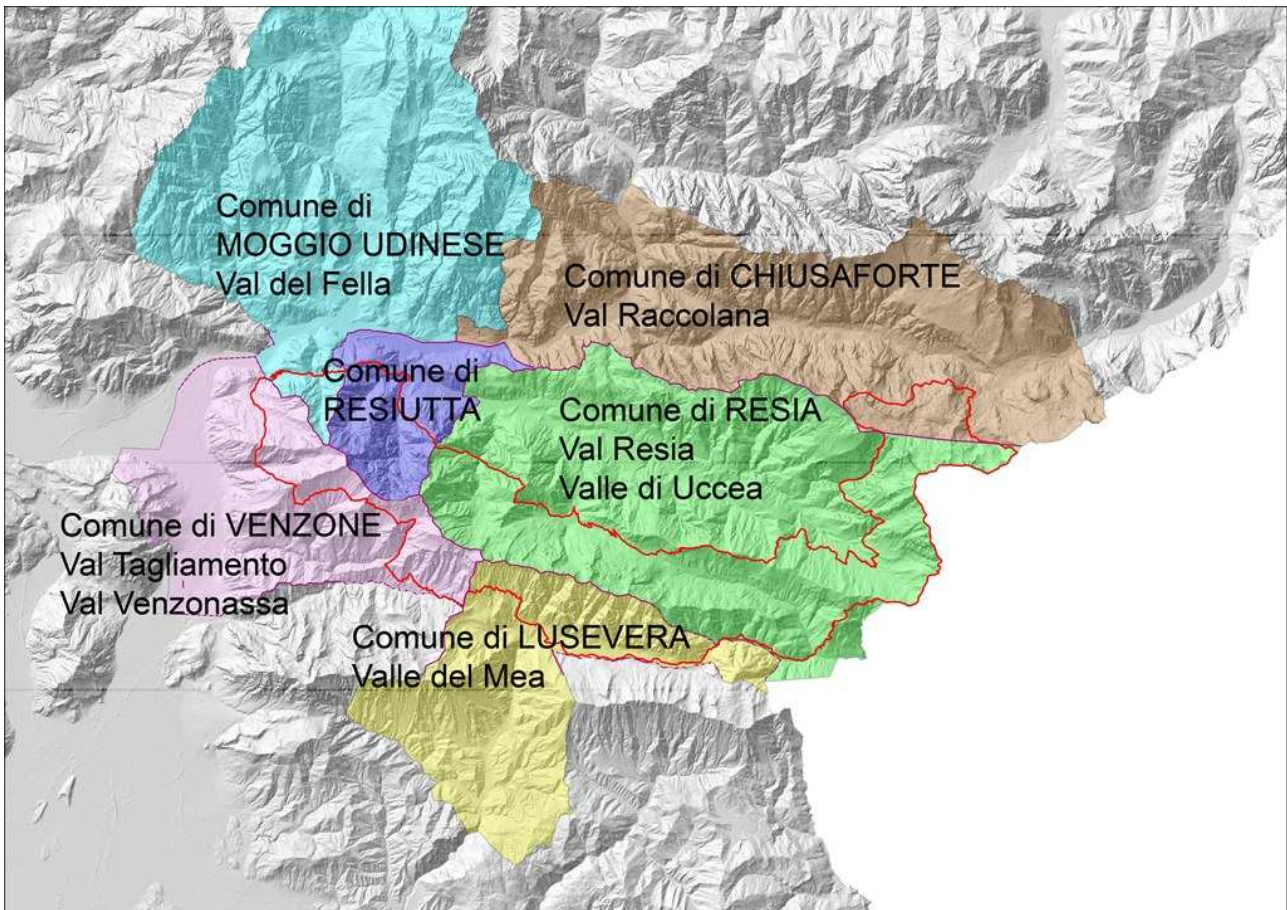 Comune di
MOGGIO UDINESE
Val del Fella
Comune di CHIUSAFORTE
Val Raccolana
Comune di
RESIUTTA
Comune di RESIA
Val Resia
Valle di Uccea
Comune di VENZONE
Val Tagliamento
Val Venzonassa
Comune di LUSEVERA
Valle del Mea